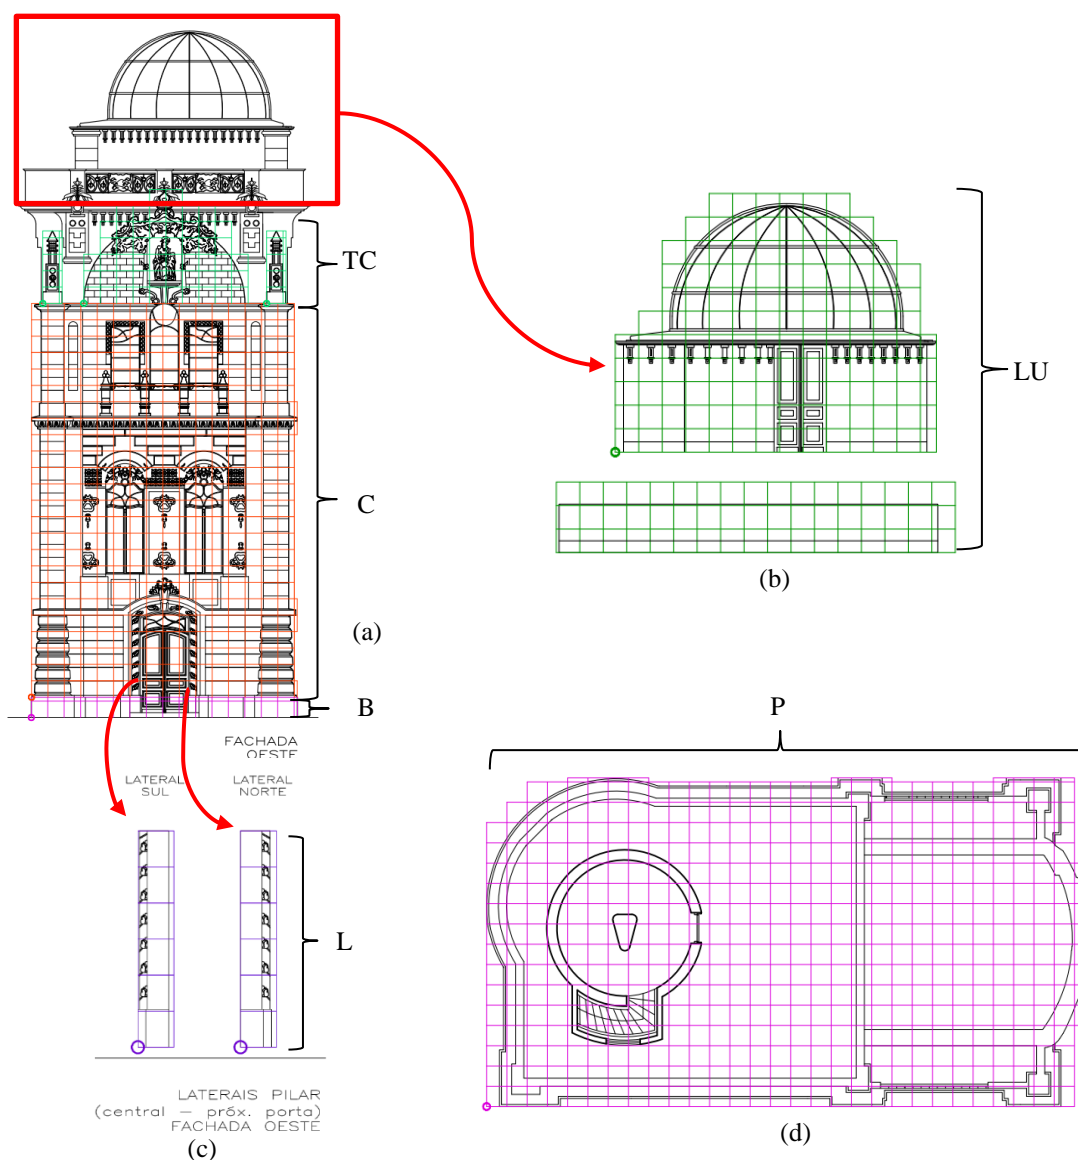 TC
LU
(b)
C
(a)
B
P
FACHADA
OESTE
LATERAL
SUL
LATERAL
NORTE
L
LATERAIS PILAR
(central – próx. porta)
FACHADA OESTE
(c)
(d)